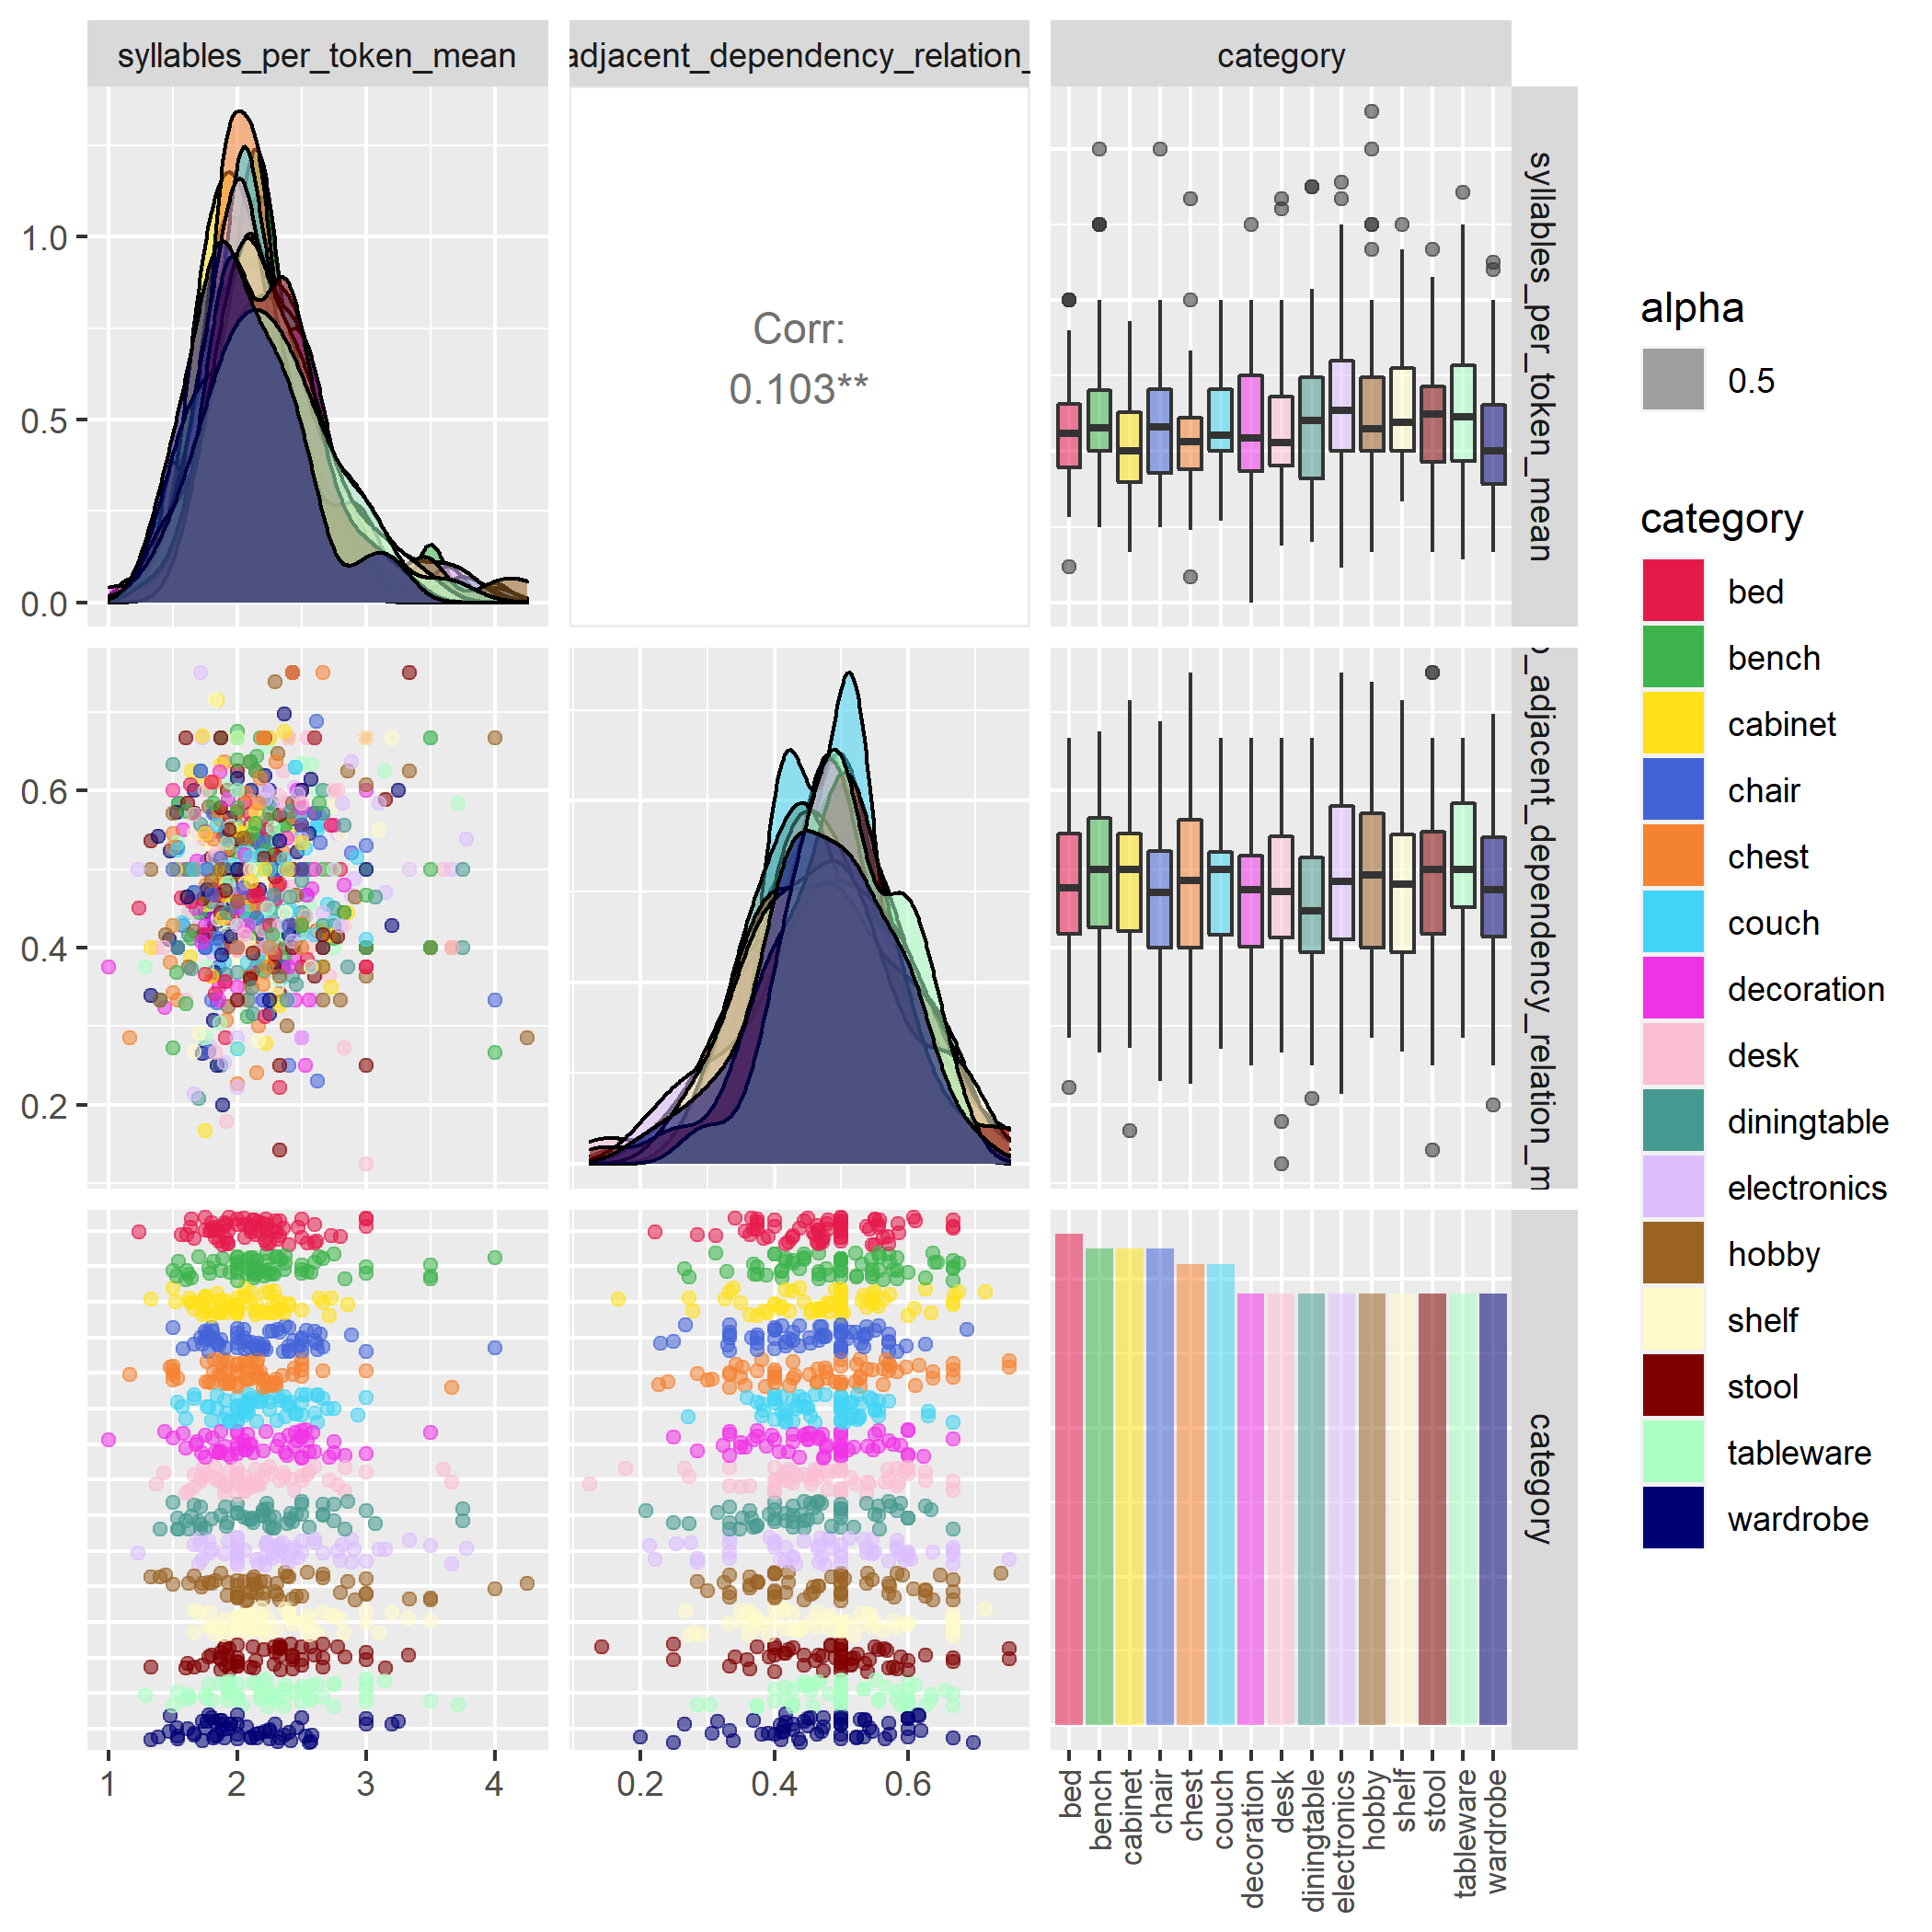 syllables_per_token_mean
adjacent_dependency_relation_
category
syllables_per_token_mean
Corr:
0.103**
1.0
0.5
0.0
_adjacent_dependency_relation_m
0.6
0.4
0.2
category
1
2
3
4
0.2
0.4
0.6
bed
bench
cabinet
chair
chest
couch
decoration
desk
diningtable
electronics
hobby
shelf
stool
tableware
wardrobe
alpha
0.5
category
bed
bench
cabinet
chair
chest
couch
decoration
desk
diningtable
electronics
hobby
shelf
stool
tableware
wardrobe